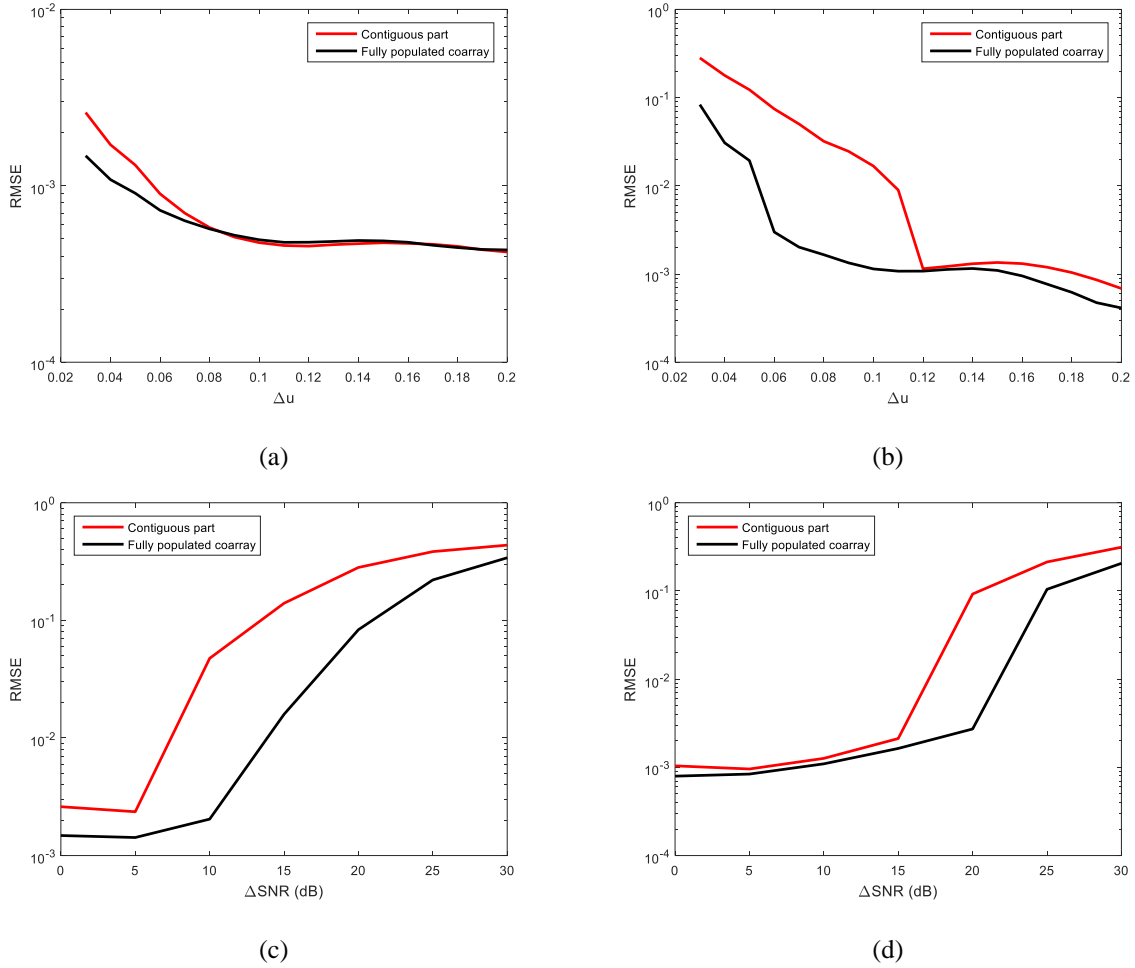 10^-2
Contiguous part
Fully populated coarray
10^-3
RMSE
10^-4
0.02 0.04 0.06 0.08 0.1 0.12 0.14 0.16 0.18 0.2
Δu
(a)
10^0
Contiguous part
Fully populated coarray
10^-1
10^-2
RMSE
10^-3
10^-4
0.02 0.04 0.06 0.08 0.1 0.12 0.14 0.16 0.18 0.2
Δu
(b)
10^0
Contiguous part
Fully populated coarray
10^-1
RMSE
10^-2
10^-3
0 5 10 15 20 25 30
ΔSNR (dB)
(c)
10^0
Contiguous part
Fully populated coarray
10^-1
RMSE
10^-2
10^-3
10^-4
0 5 10 15 20 25 30
ΔSNR (dB)
(d)